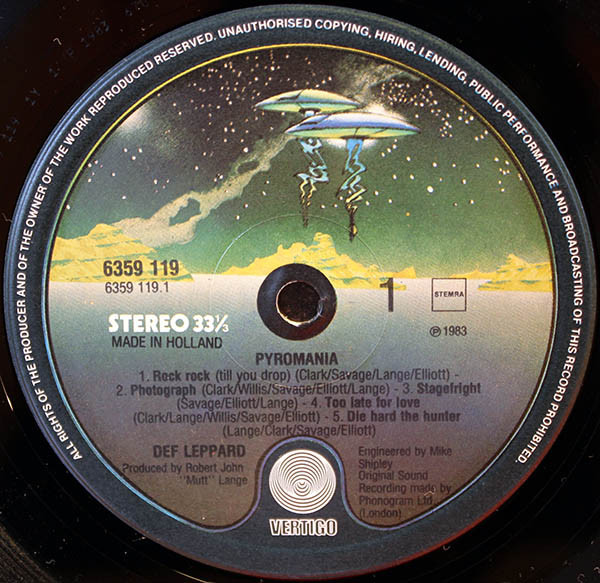 ALL RIGHTS OF THE PRODUCER AND OF THE OWNER OF THE WORK REPRODUCED RESERVED. UNAUTHORISED COPYING, HIRING, LENDING, PUBLIC PERFORMANCE AND BROADCASTING OF THIS RECORD PROHIBITED.
6359 119
6359 119.1
1
STEMRA
STEREO 33⅓
MADE IN HOLLAND
℗ 1983
PYROMANIA
1. Rock rock (till you drop) (Clark/Savage/Lange/Elliott) -
2. Photograph (Clark/Willis/Savage/Elliott/Lange) - 3. Stagefright
(Savage/Elliott/Lange) - 4. Too late for love
(Clark/Lange/Willis/Savage/Elliott) - 5. Die hard the hunter
(Lange/Clark/Savage/Elliott)
DEF LEPPARD
Produced by Robert John
"Mutt" Lange
Engineered by Mike
Shipley
Original Sound
Recording made by
Phonogram Ltd.
(London)
VERTIGO